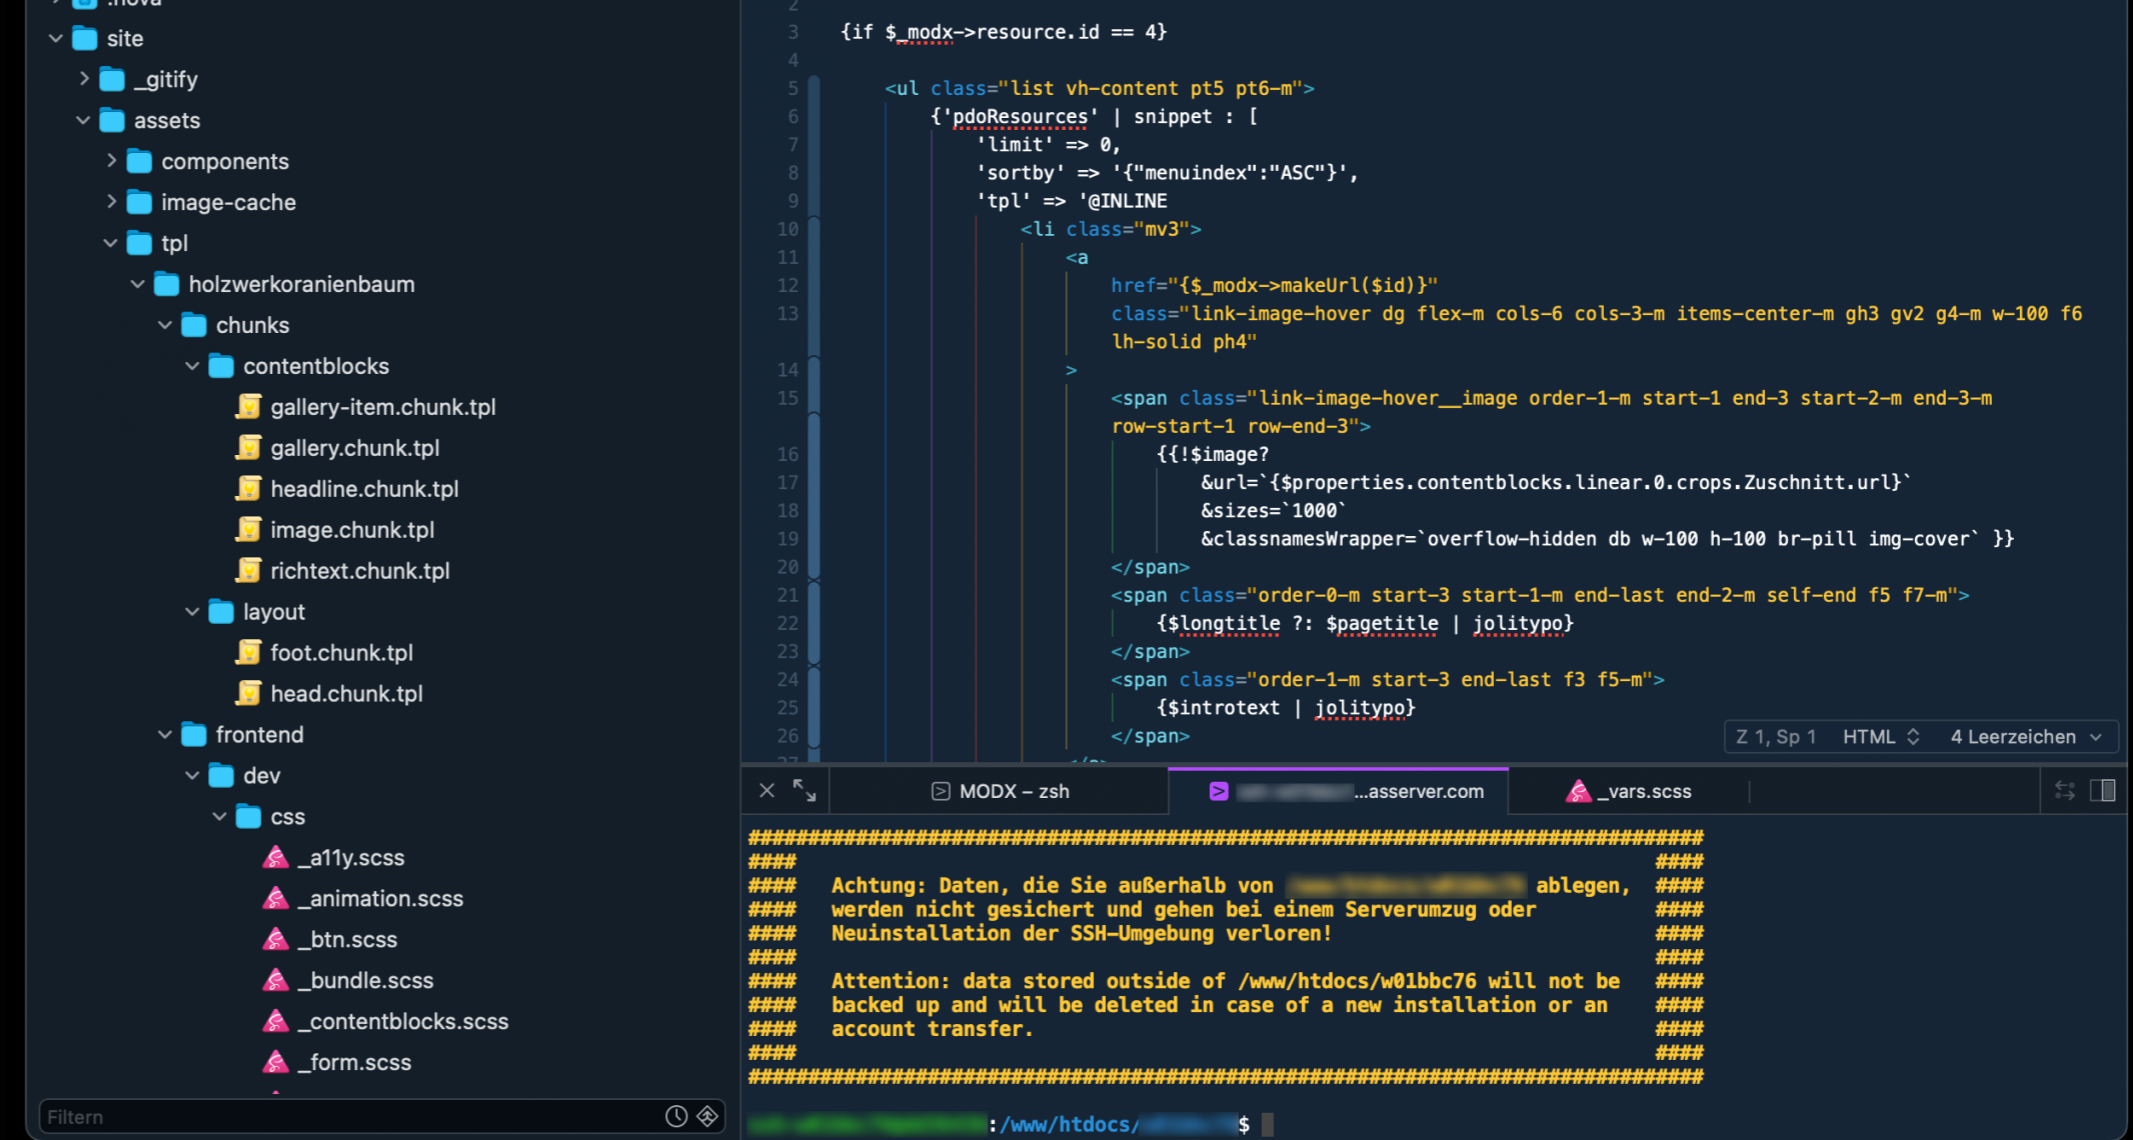 .nova
site
_gitify
assets
components
image-cache
tpl
holzwerkoranienbaum
chunks
contentblocks
gallery-item.chunk.tpl
gallery.chunk.tpl
headline.chunk.tpl
image.chunk.tpl
richtext.chunk.tpl
layout
foot.chunk.tpl
head.chunk.tpl
frontend
dev
css
_a11y.scss
_animation.scss
_btn.scss
_bundle.scss
_contentblocks.scss
_form.scss
Filtern
2
3 {if $_modx->resource.id == 4}
4
5 <ul class="list vh-content pt5 pt6-m">
6 {'pdoResources' | snippet : [
7 'limit' => 0,
8 'sortby' => '{"menuindex":"ASC"}',
9 'tpl' => '@INLINE
10 <li class="mv3">
11 <a
12 href="{$_modx->makeUrl($id)}"
13 class="link-image-hover dg flex-m cols-6 cols-3-m items-center-m gh3 gv2 g4-m w-100 f6
lh-solid ph4"
14 >
15 <span class="link-image-hover__image order-1-m start-1 end-3 start-2-m end-3-m
row-start-1 row-end-3">
16 {{!$image?
17 &url=`{$properties.contentblocks.linear.0.crops.Zuschnitt.url}`
18 &sizes=`1000`
19 &classnamesWrapper=`overflow-hidden db w-100 h-100 br-pill img-cover` }}
20 </span>
21 <span class="order-0-m start-3 start-1-m end-last end-2-m self-end f5 f7-m">
22 {$longtitle ?: $pagetitle | jolitypo}
23 </span>
24 <span class="order-1-m start-3 end-last f3 f5-m">
25 {$introtext | jolitypo}
26 </span>
27 </a>
Z 1, Sp 1 HTML 4 Leerzeichen
MODX – zsh ...asserver.com _vars.scss
################################################################################
#### ####
#### Achtung: Daten, die Sie außerhalb von ablegen, ####
#### werden nicht gesichert und gehen bei einem Serverumzug oder ####
#### Neuinstallation der SSH-Umgebung verloren! ####
#### ####
#### Attention: data stored outside of /www/htdocs/w01bbc76 will not be ####
#### backed up and will be deleted in case of a new installation or an ####
#### account transfer. ####
#### ####
################################################################################
:/www/htdocs/ $